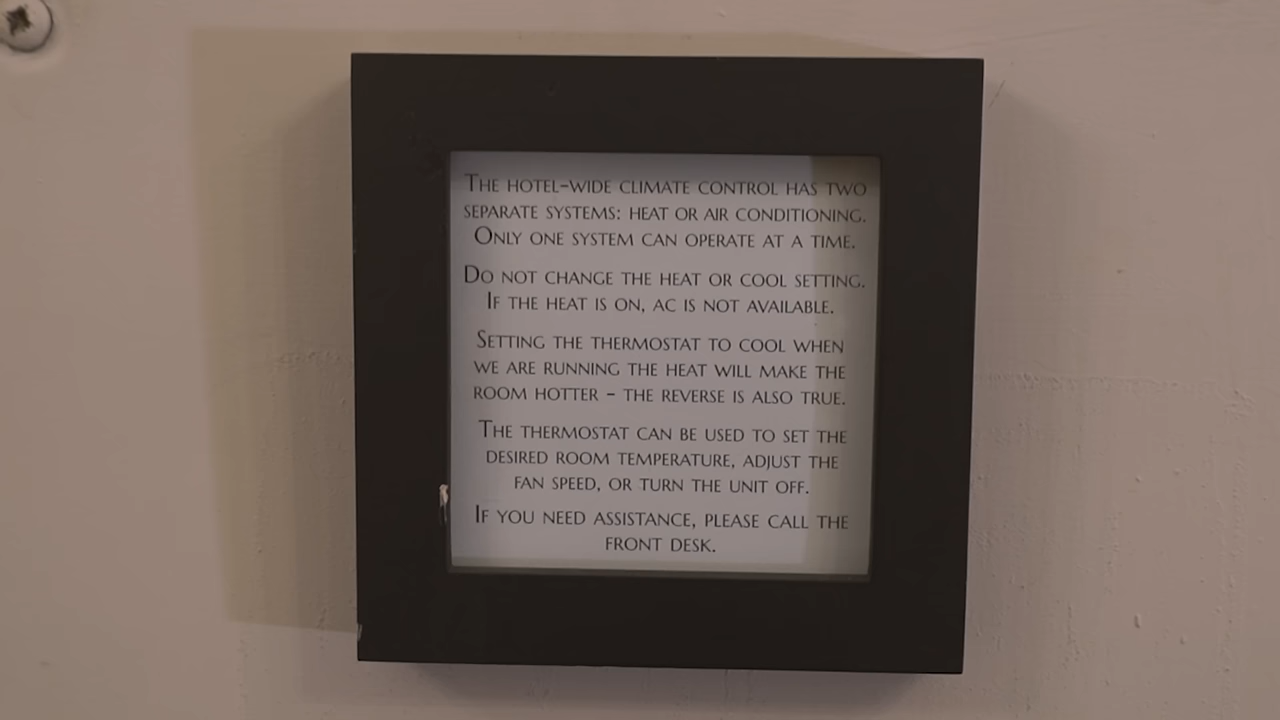 The hotel-wide climate control has two
separate systems: heat or air conditioning.
Only one system can operate at a time.
Do not change the heat or cool setting.
If the heat is on, AC is not available.
Setting the thermostat to cool when
we are running the heat will make the
room hotter - the reverse is also true.
The thermostat can be used to set the
desired room temperature, adjust the
fan speed, or turn the unit off.
If you need assistance, please call the
front desk.